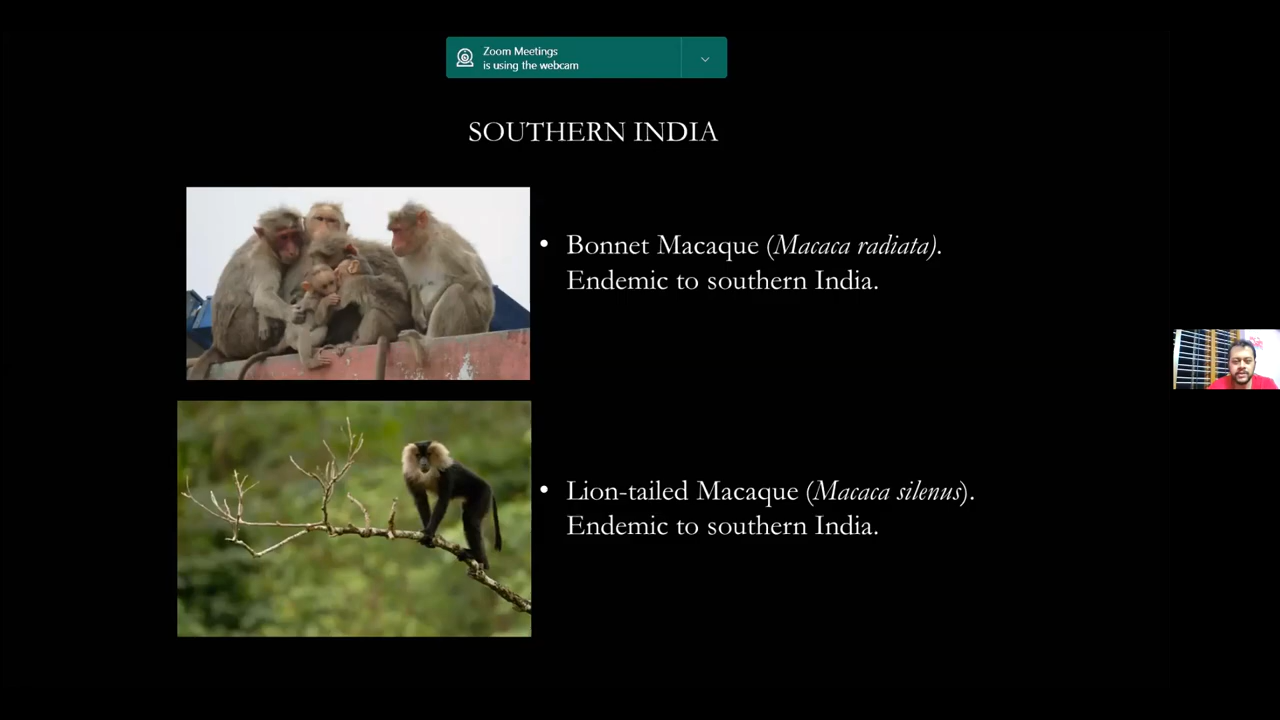 Zoom Meetings
is using the webcam
SOUTHERN INDIA
• Bonnet Macaque (Macaca radiata).
Endemic to southern India.
• Lion-tailed Macaque (Macaca silenus).
Endemic to southern India.